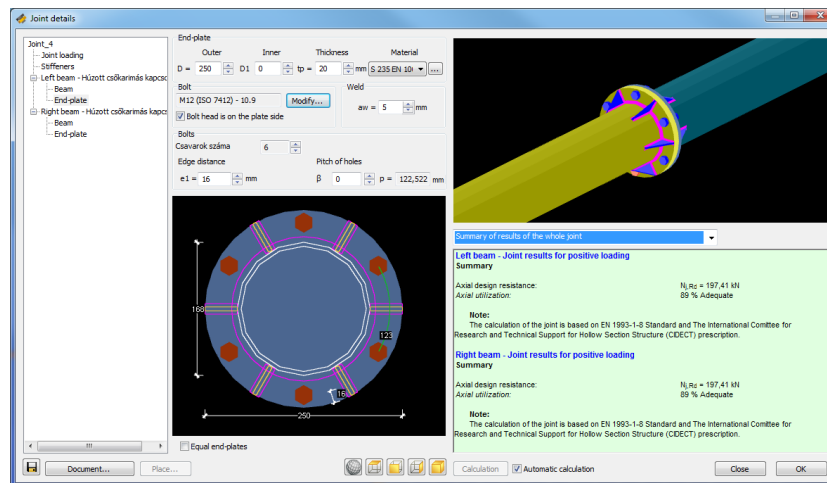 Joint details
Joint_4
Joint loading
Stiffeners
Left beam - Húzott csőkarimás kapcso
Beam
End-plate
Right beam - Húzott csőkarimás kapcs
Beam
End-plate
End-plate
Outer Inner Thickness Material
D = 250 D1 0 tp = 20 mm S 235 EN 10 ...
Bolt Weld
M12 (ISO 7412) - 10.9 Modify... aw = 5 mm
Bolt head is on the plate side
Bolts
Csavarok száma 6
Edge distance Pitch of holes
e1 = 16 mm β 0 p = 122,522 mm
168
123
16
250
Equal end-plates
Summary of results of the whole joint
Left beam - Joint results for positive loading
Summary
Axial design resistance: Nj,Rd = 197,41 kN
Axial utilization: 89 % Adequate
Note:
The calculation of the joint is based on EN 1993-1-8 Standard and The International Comittee for
Research and Technical Support for Hollow Section Structure (CIDECT) prescription.
Right beam - Joint results for positive loading
Summary
Axial design resistance: Nj,Rd = 197,41 kN
Axial utilization: 89 % Adequate
Note:
The calculation of the joint is based on EN 1993-1-8 Standard and The International Comittee for
Research and Technical Support for Hollow Section Structure (CIDECT) prescription.
Document... Place... Calculation Automatic calculation Close OK